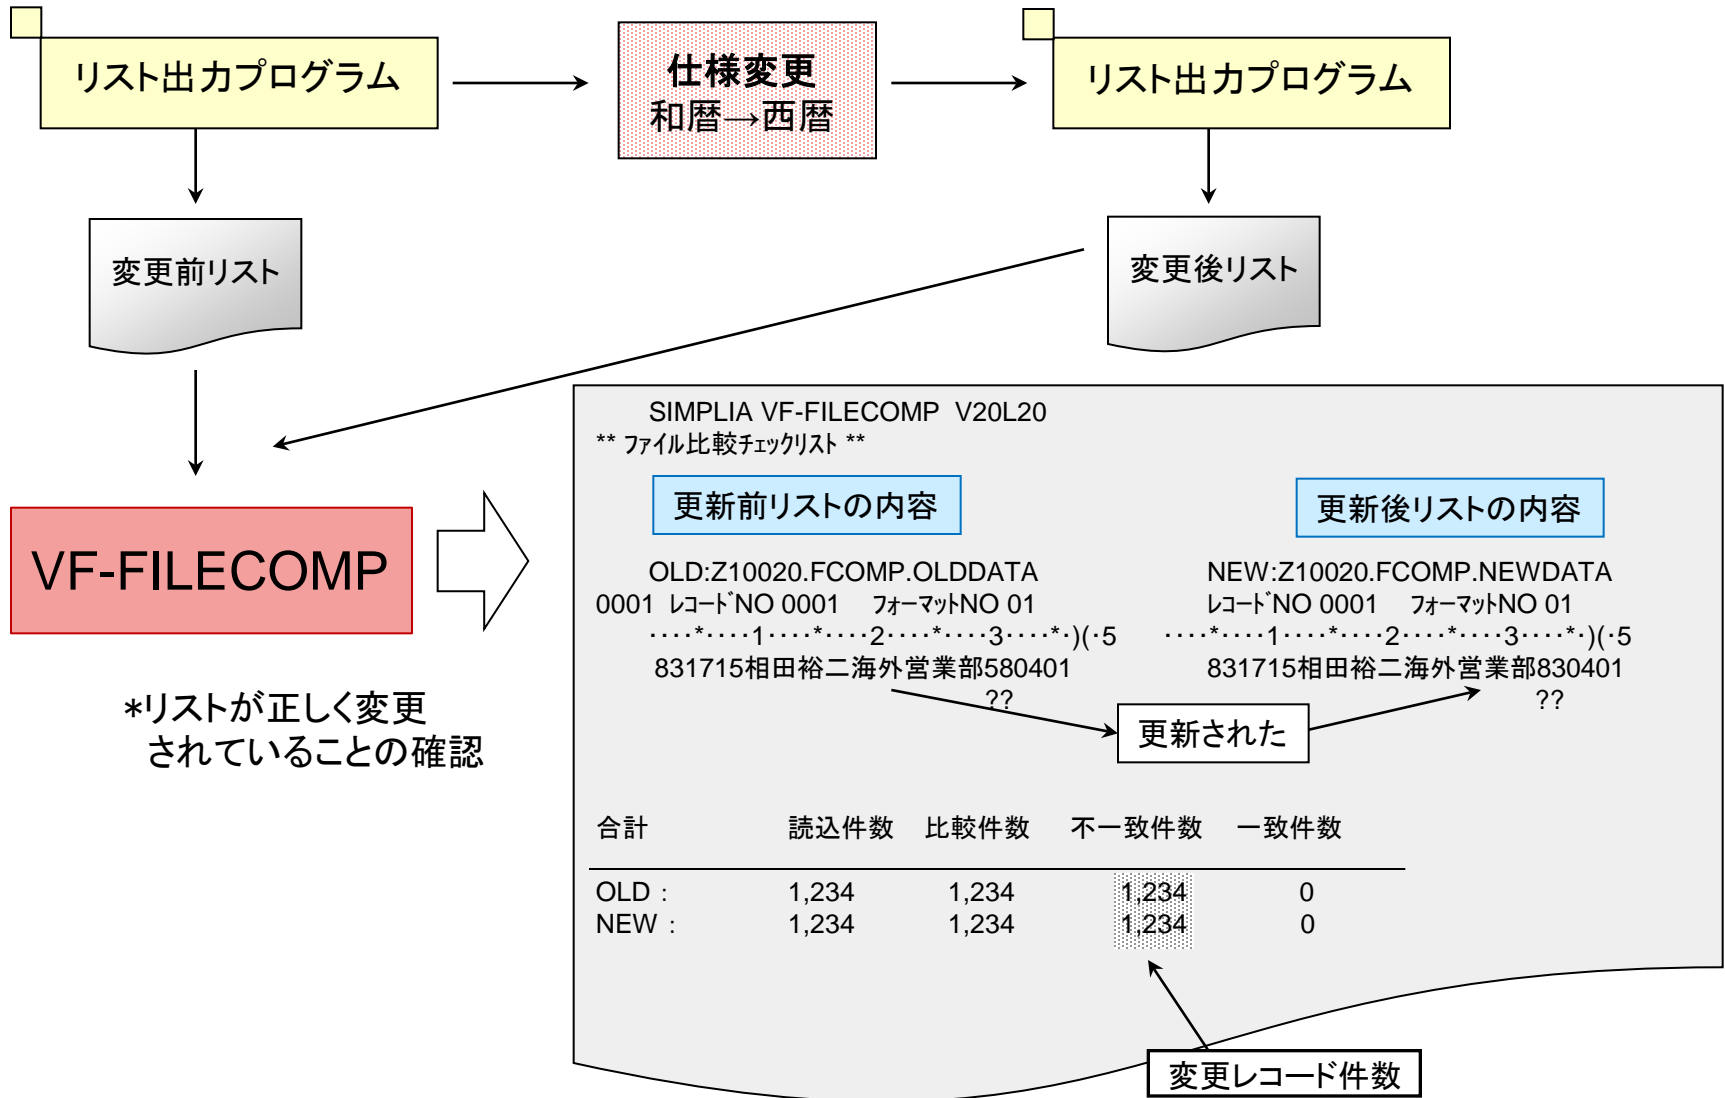 リスト出力プログラム
仕様変更
和暦→西暦
リスト出力プログラム
変更前リスト
変更後リスト
VF-FILECOMP
*リストが正しく変更
されていることの確認
SIMPLIA VF-FILECOMP V20L20
** ﾌｧｲﾙ比較ﾁｪｯｸﾘｽﾄ **
更新前リストの内容
更新後リストの内容
OLD:Z10020.FCOMP.OLDDATA NEW:Z10020.FCOMP.NEWDATA
0001 ﾚｺｰﾄﾞNO 0001 ﾌｫｰﾏｯﾄNO 01 ﾚｺｰﾄﾞNO 0001 ﾌｫｰﾏｯﾄNO 01
････*････1････*････2････*････3････*･)(･5 ････*････1････*････2････*････3････*･)(･5
831715相田裕二海外営業部580401 831715相田裕二海外営業部830401
?? ??
更新された
合計 読込件数 比較件数 不一致件数 一致件数
OLD : 1,234 1,234 1,234 0
NEW : 1,234 1,234 1,234 0
変更レコード件数